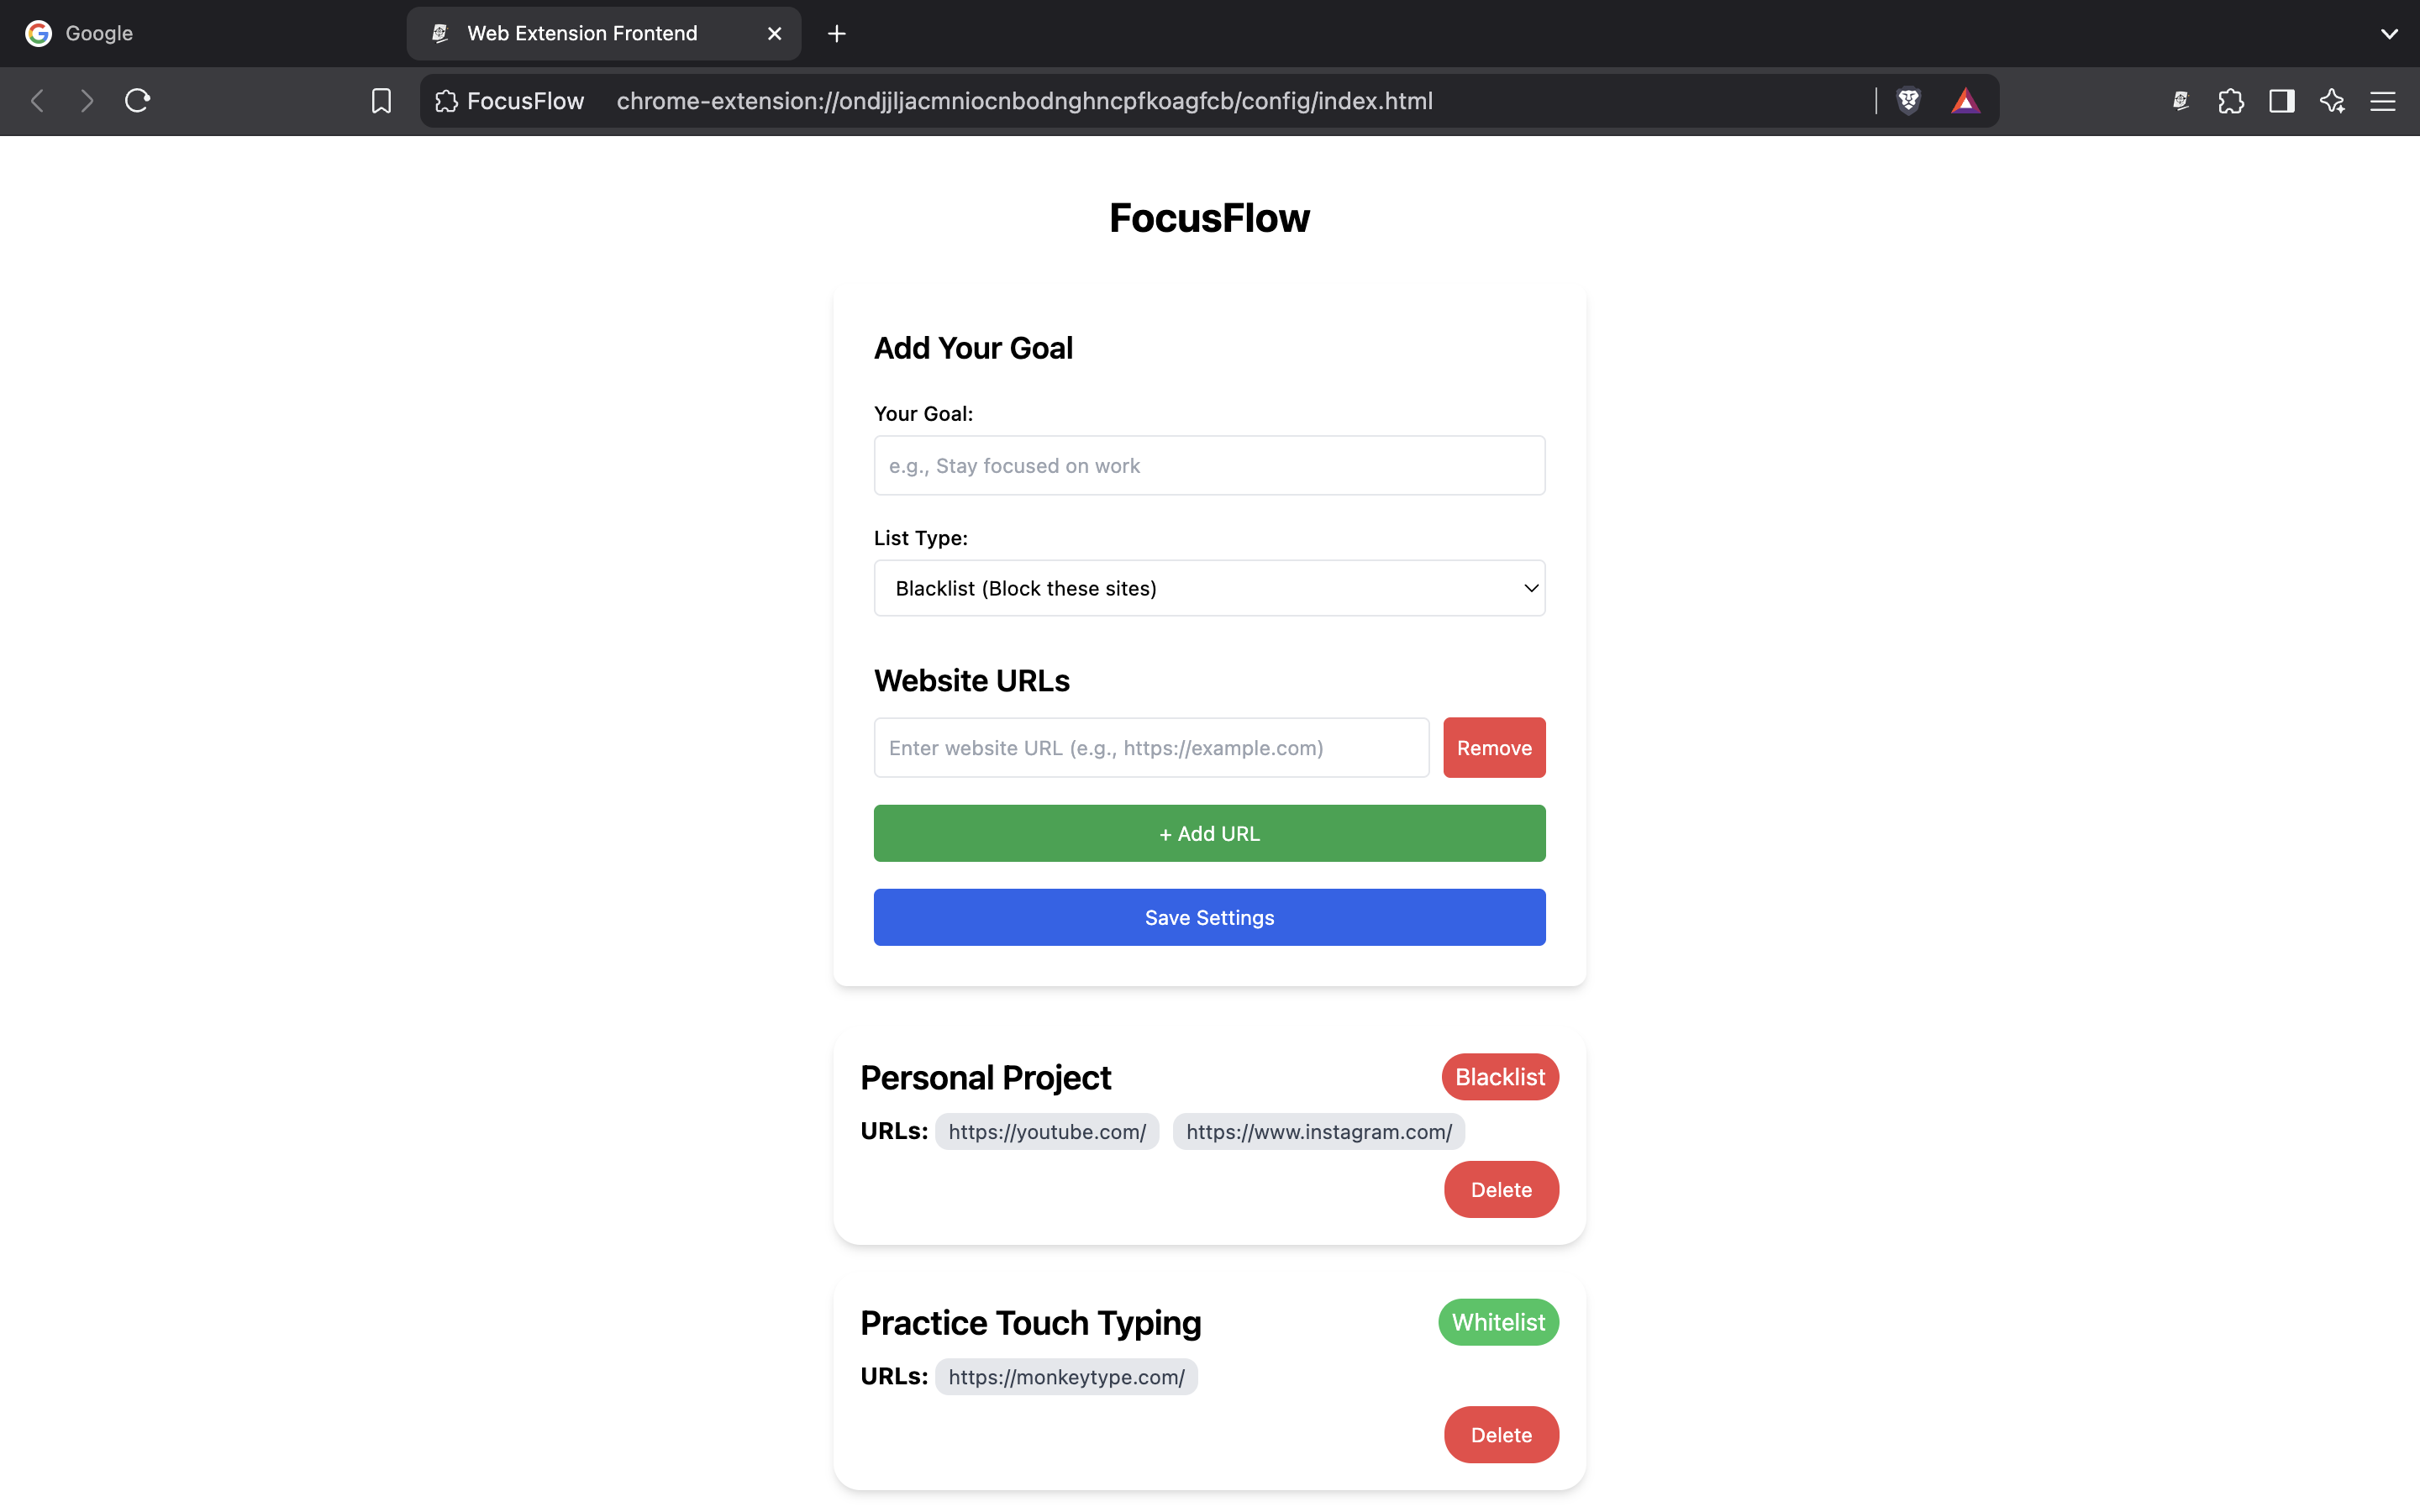 Google
Web Extension Frontend
FocusFlow chrome-extension://ondjjljacmniocnbodnghncpfkoagfcb/config/index.html
FocusFlow
Add Your Goal
Your Goal:
e.g., Stay focused on work
List Type:
Blacklist (Block these sites)
Website URLs
Enter website URL (e.g., https://example.com) Remove
+ Add URL
Save Settings
Personal Project Blacklist
URLs: https://youtube.com/ https://www.instagram.com/
Delete
Practice Touch Typing Whitelist
URLs: https://monkeytype.com/
Delete